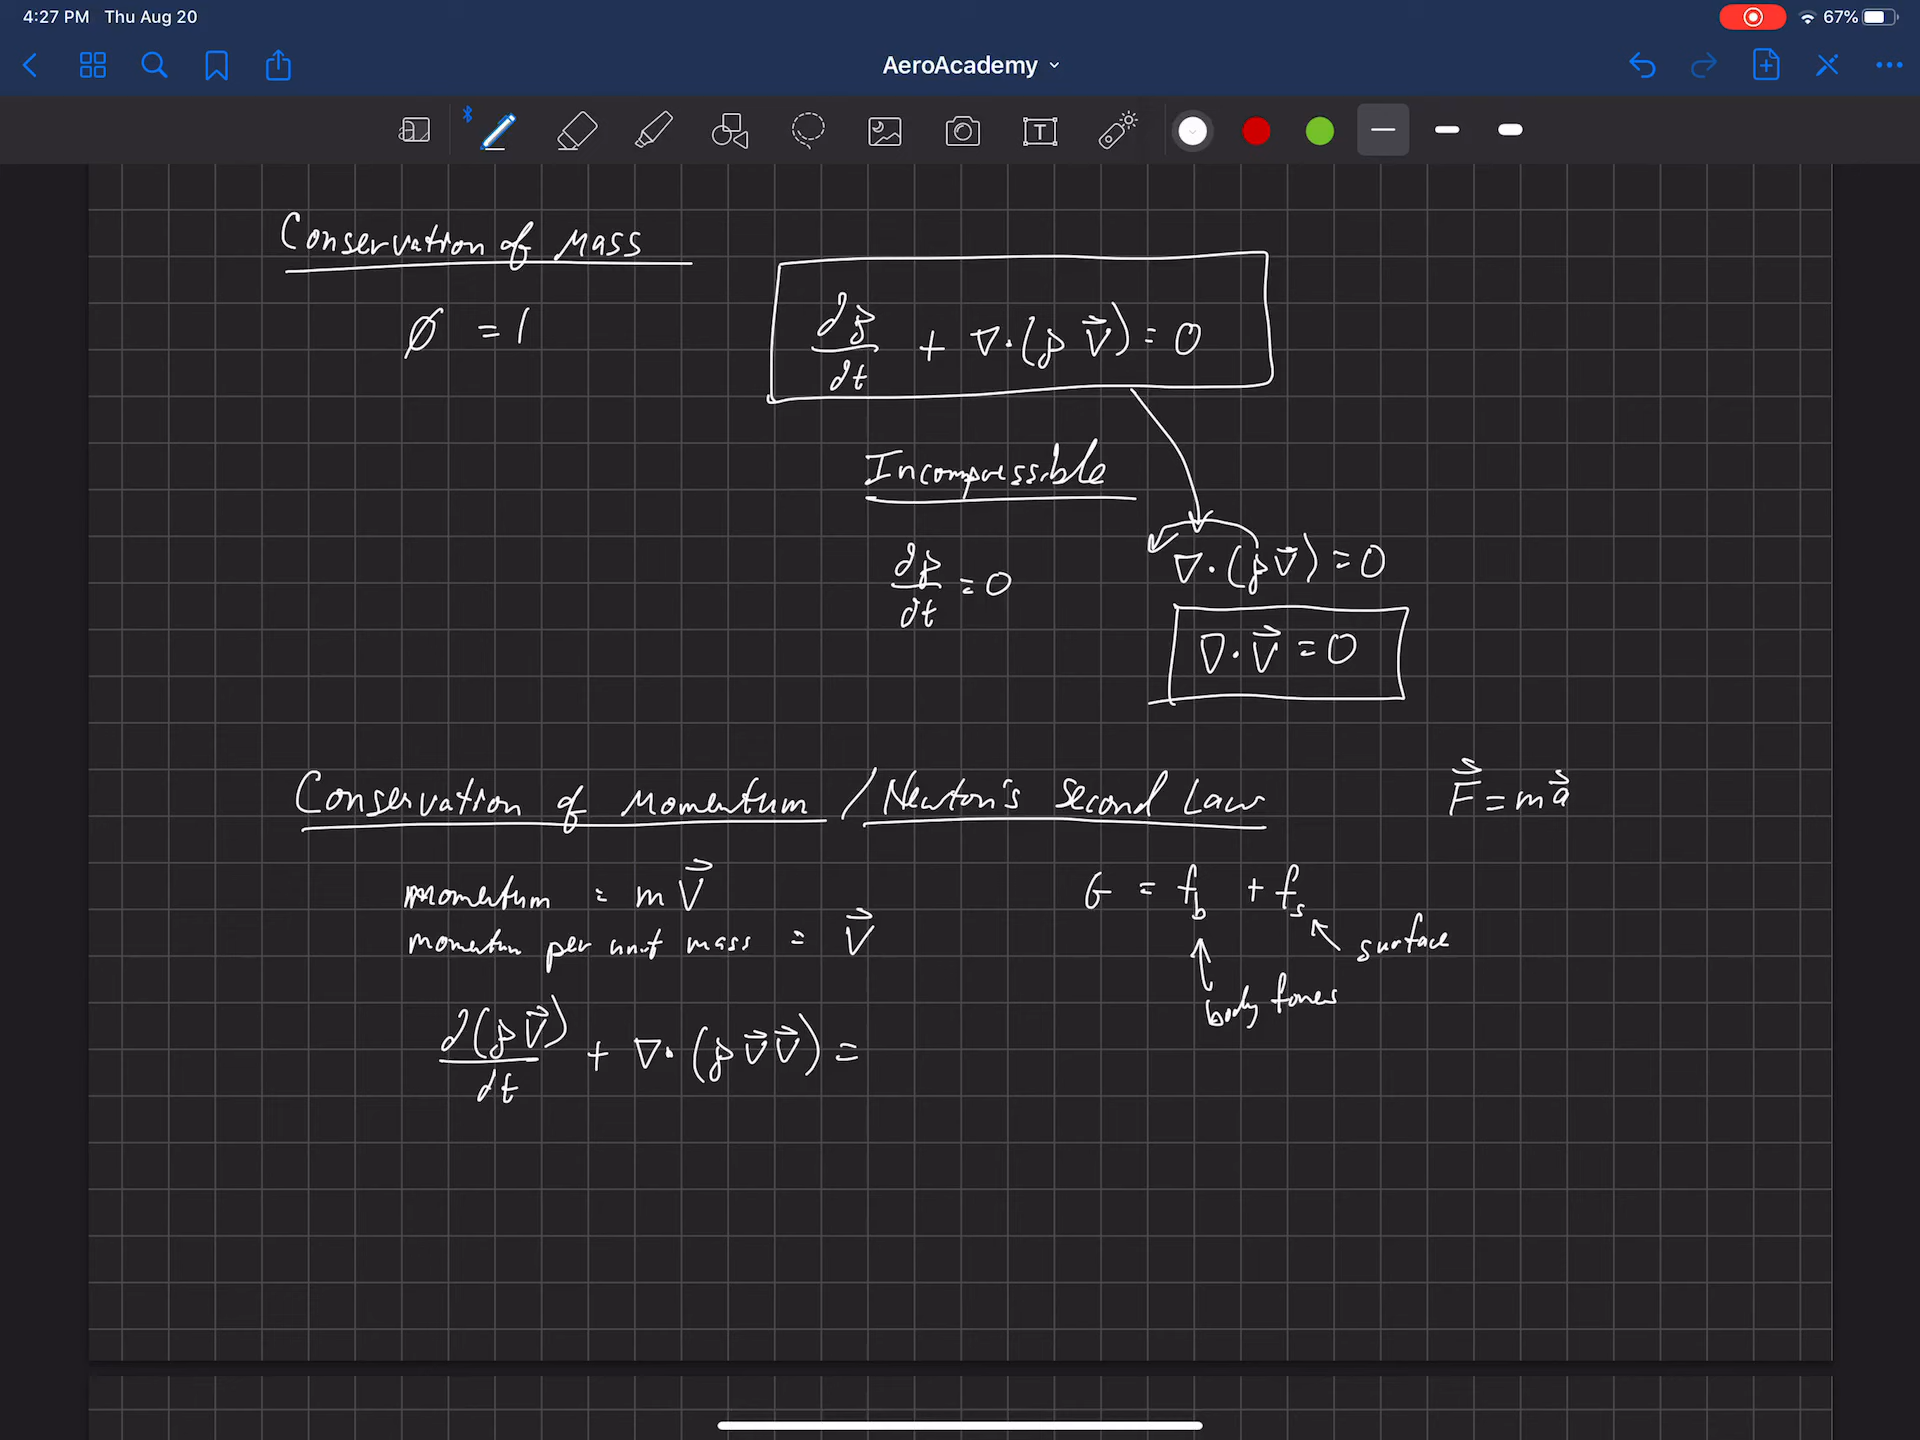 4:27 PM Thu Aug 20
67%
AeroAcademy
Conservation of Mass
∅ = 1
∂ρ/∂t + ∇·(ρV⃗) = 0
Incompressible
∂ρ/∂t = 0
∇·(ρV⃗) = 0
∇·V⃗ = 0
Conservation of Momentum / Newton's Second Law
F⃗ = ma⃗
momentum = mV⃗
momentum per unit mass = V⃗
G = f_b + f_s
surface
body forces
∂(ρV⃗)/∂t + ∇·(ρV⃗V⃗) =